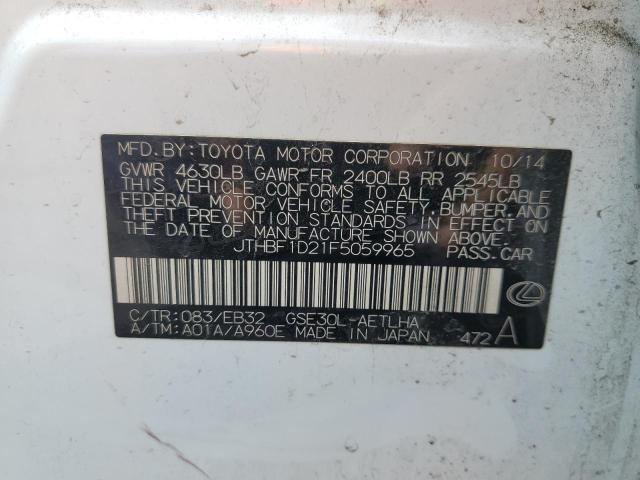 MFD. BY: TOYOTA MOTOR CORPORATION 10/14
GVWR 4630LB GAWR FR 2400LB RR 2545LB
THIS VEHICLE CONFORMS TO ALL APPLICABLE
FEDERAL MOTOR VEHICLE SAFETY, BUMPER, AND
THEFT PREVENTION STANDARDS IN EFFECT ON
THE DATE OF MANUFACTURE SHOWN ABOVE.
JTHBF1D21F5059965 PASS. CAR
C/TR: 083/EB32 GSE30L-AETLHA
A/TM: A01A/A960E MADE IN JAPAN 472 A